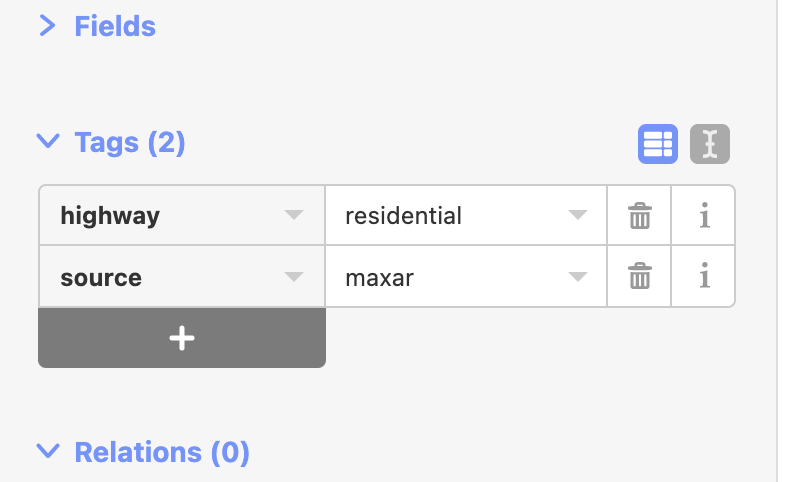 Fields
Tags (2)
highway residential
source maxar
+
Relations (0)